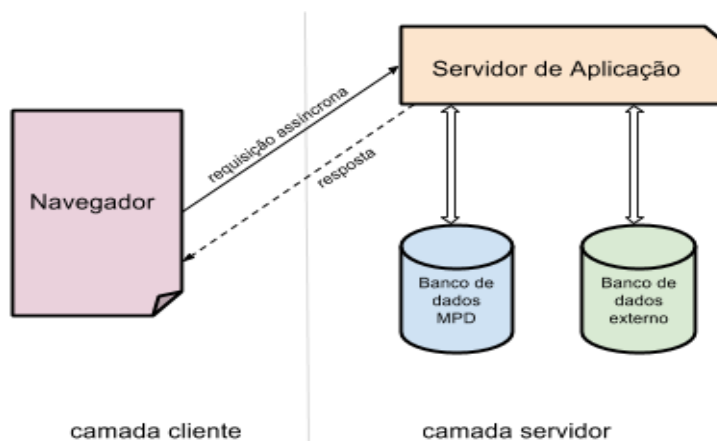 Servidor de Aplicação
requisição assíncrona
resposta
Navegador
Banco de
dados
MPD
Banco de
dados
externo
camada cliente
camada servidor